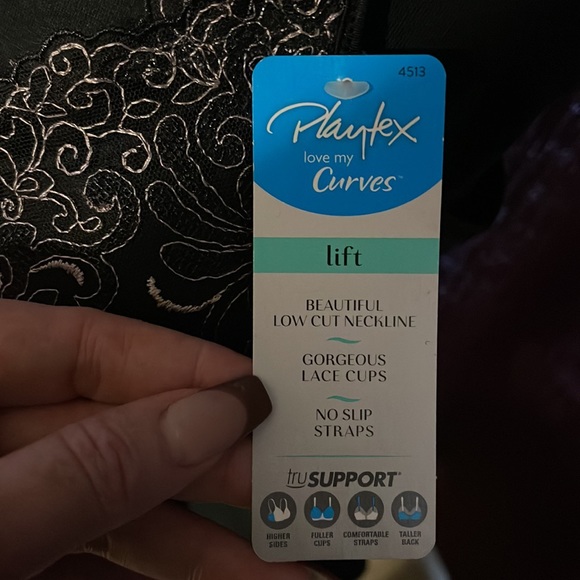 4513
Playtex
love my
Curves™
lift
BEAUTIFUL
LOW CUT NECKLINE
GORGEOUS
LACE CUPS
NO SLIP
STRAPS
truSUPPORT®
HIGHER
SIDES
FULLER
CUPS
COMFORTABLE
STRAPS
TALLER
BACK